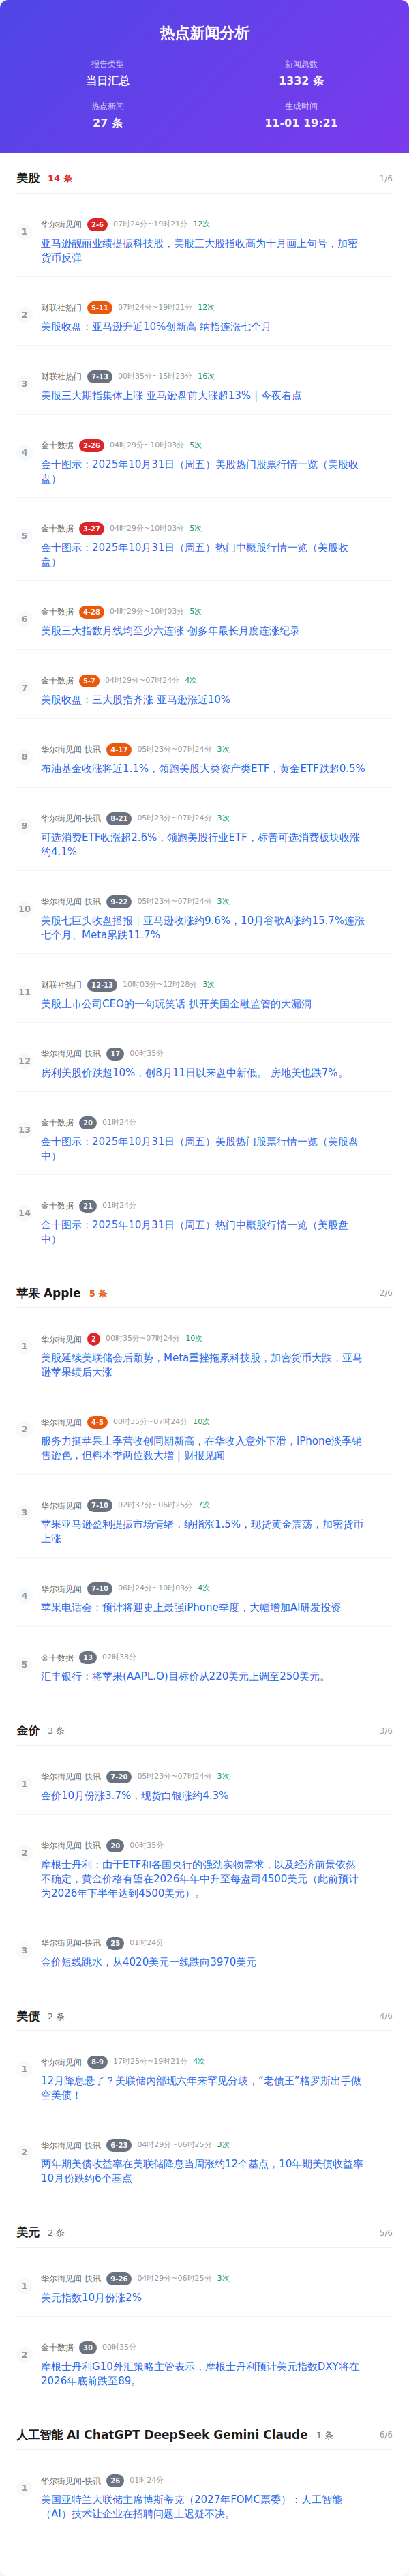 热点新闻分析
报告类型
当日汇总
新闻总数
1332 条
热点新闻
27 条
生成时间
11-01 19:21
美股 14 条 1/6
1
华尔街见闻 2-6 07时24分~19时21分 12次
亚马逊靓丽业绩提振科技股，美股三大股指收高为十月画上句号，加密
货币反弹
2
财联社热门 5-11 07时24分~19时21分 12次
美股收盘：亚马逊升近10%创新高 纳指连涨七个月
3
财联社热门 7-13 00时35分~15时23分 16次
美股三大期指集体上涨 亚马逊盘前大涨超13% | 今夜看点
4
金十数据 2-26 04时29分~10时03分 5次
金十图示：2025年10月31日（周五）美股热门股票行情一览（美股收
盘）
5
金十数据 3-27 04时29分~10时03分 5次
金十图示：2025年10月31日（周五）热门中概股行情一览（美股收
盘）
6
金十数据 4-28 04时29分~10时03分 5次
美股三大指数月线均至少六连涨 创多年最长月度连涨纪录
7
金十数据 5-7 04时29分~07时24分 4次
美股收盘：三大股指齐涨 亚马逊涨近10%
8
华尔街见闻-快讯 4-17 05时23分~07时24分 3次
布油基金收涨将近1.1%，领跑美股大类资产类ETF，黄金ETF跌超0.5%
9
华尔街见闻-快讯 8-21 05时23分~07时24分 3次
可选消费ETF收涨超2.6%，领跑美股行业ETF，标普可选消费板块收涨
约4.1%
10
华尔街见闻-快讯 9-22 05时23分~07时24分 3次
美股七巨头收盘播报｜亚马逊收涨约9.6%，10月谷歌A涨约15.7%连涨
七个月、Meta累跌11.7%
11
财联社热门 12-13 10时03分~12时28分 3次
美股上市公司CEO的一句玩笑话 扒开美国金融监管的大漏洞
12
华尔街见闻-快讯 17 00时35分
房利美股价跌超10%，创8月11日以来盘中新低。 房地美也跌7%。
13
金十数据 20 01时24分
金十图示：2025年10月31日（周五）美股热门股票行情一览（美股盘
中）
14
金十数据 21 01时24分
金十图示：2025年10月31日（周五）热门中概股行情一览（美股盘
中）
苹果 Apple 5 条 2/6
1
华尔街见闻 2 00时35分~07时24分 10次
美股延续美联储会后颓势，Meta重挫拖累科技股，加密货币大跌，亚马
逊苹果绩后大涨
2
华尔街见闻 4-5 00时35分~07时24分 10次
服务力挺苹果上季营收创同期新高，在华收入意外下滑，iPhone淡季销
售逊色，但料本季两位数大增 | 财报见闻
3
华尔街见闻 7-10 02时37分~06时25分 7次
苹果亚马逊盈利提振市场情绪，纳指涨1.5%，现货黄金震荡，加密货币
上涨
4
华尔街见闻 7-10 06时24分~10时03分 4次
苹果电话会：预计将迎史上最强iPhone季度，大幅增加AI研发投资
5
金十数据 13 02时38分
汇丰银行：将苹果(AAPL.O)目标价从220美元上调至250美元。
金价 3 条 3/6
1
华尔街见闻-快讯 7-20 05时23分~07时24分 3次
金价10月份涨3.7%，现货白银涨约4.3%
2
华尔街见闻-快讯 20 00时35分
摩根士丹利：由于ETF和各国央行的强劲实物需求，以及经济前景依然
不确定，黄金价格有望在2026年年中升至每盎司4500美元（此前预计
为2026年下半年达到4500美元）。
3
华尔街见闻-快讯 25 01时24分
金价短线跳水，从4020美元一线跌向3970美元
美债 2 条 4/6
1
华尔街见闻 8-9 17时25分~19时21分 4次
12月降息悬了？美联储内部现六年来罕见分歧，“老债王”格罗斯出手做
空美债！
2
华尔街见闻-快讯 6-23 04时29分~06时25分 3次
两年期美债收益率在美联储降息当周涨约12个基点，10年期美债收益率
10月份跌约6个基点
美元 2 条 5/6
1
华尔街见闻-快讯 9-26 04时29分~06时25分 3次
美元指数10月份涨2%
2
金十数据 30 00时35分
摩根士丹利G10外汇策略主管表示，摩根士丹利预计美元指数DXY将在
2026年底前跌至89。
人工智能 AI ChatGPT DeepSeek Gemini Claude 1 条 6/6
1
华尔街见闻-快讯 26 01时24分
美国亚特兰大联储主席博斯蒂克（2027年FOMC票委）：人工智能
（AI）技术让企业在招聘问题上迟疑不决。